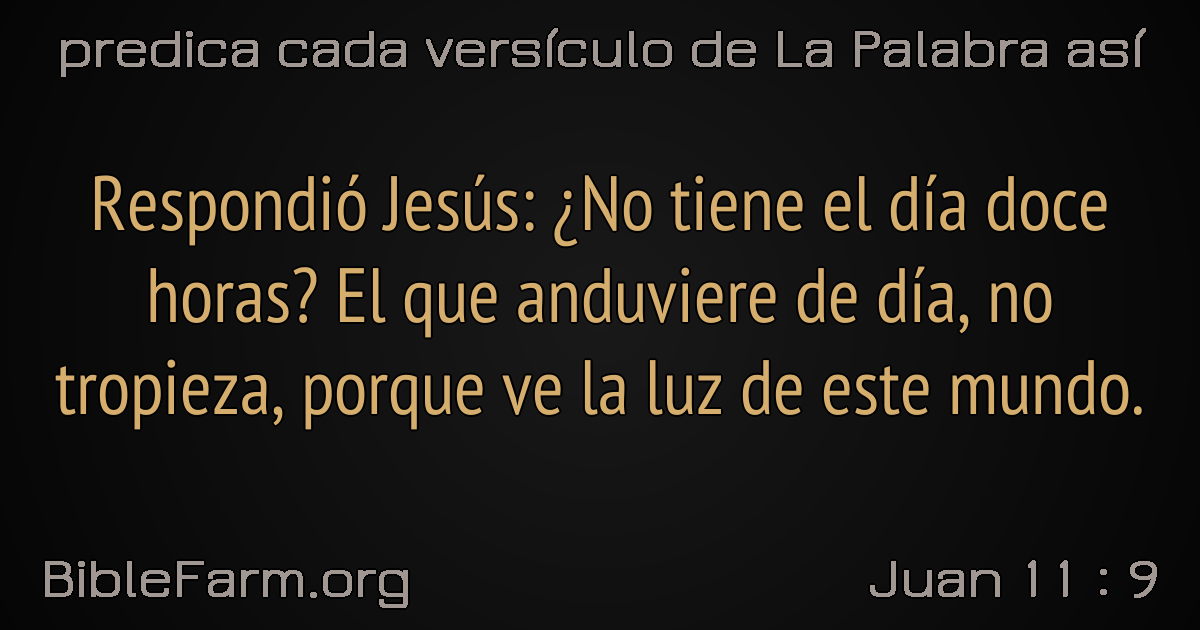 predica cada versículo de La Palabra así
Respondió Jesús: ¿No tiene el día doce
horas? El que anduviere de día, no
tropieza, porque ve la luz de este mundo.
BibleFarm.org
Juan 11 : 9